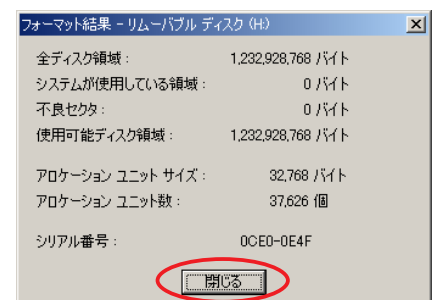 フォーマット結果 - リムーバブル ディスク (H:)
全ディスク領域： 1,232,928,768 バイト
システムが使用している領域： 0 バイト
不良セクタ： 0 バイト
使用可能ディスク領域： 1,232,928,768 バイト
アロケーション ユニット サイズ： 32,768 バイト
アロケーション ユニット数： 37,626 個
シリアル番号： 0CE0-0E4F
閉じる